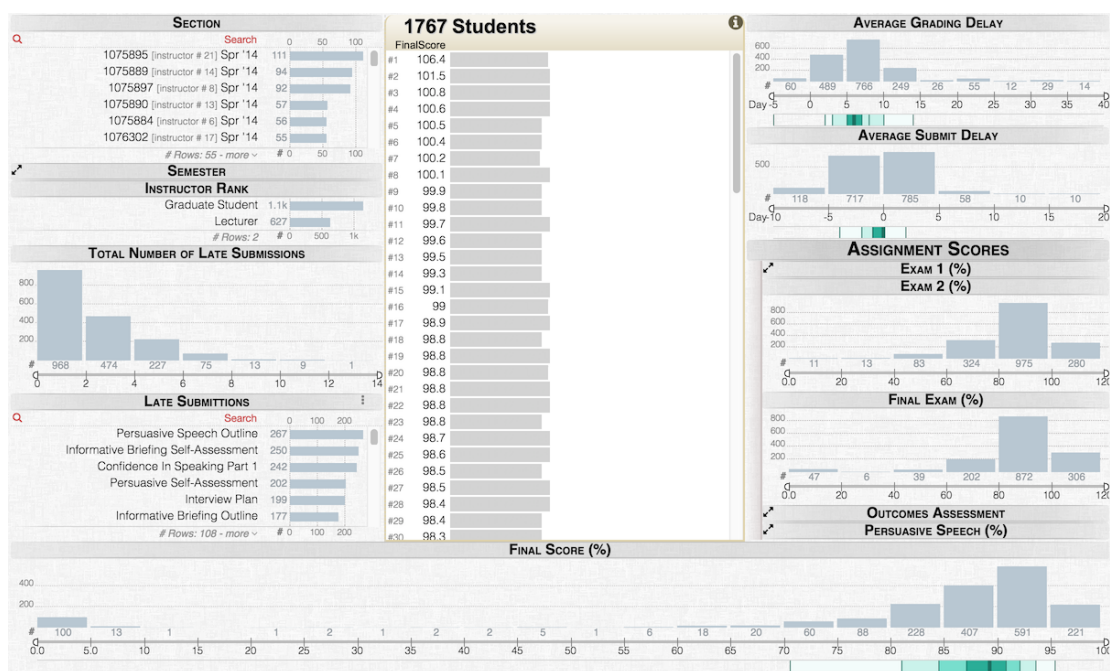 SECTION
Search
0 50 100
1075895 [instructor # 21] Spr '14 111
1075889 [instructor # 14] Spr '14 94
1075897 [instructor # 8] Spr '14 92
1075890 [instructor # 13] Spr '14 57
1075884 [instructor # 6] Spr '14 56
1076302 [instructor # 17] Spr '14 55
# Rows: 55 - more # 0 50 100
SEMESTER
INSTRUCTOR RANK
Graduate Student 1.1k
Lecturer 627
# Rows: 2 # 0 500 1k
TOTAL NUMBER OF LATE SUBMISSIONS
800
600
400
200
# 968 474 227 75 13 9 1
0 2 4 6 8 10 12 14
LATE SUBMITTIONS
Search
0 100 200
Persuasive Speech Outline 267
Informative Briefing Self-Assessment 250
Confidence In Speaking Part 1 242
Persuasive Self-Assessment 202
Interview Plan 199
Informative Briefing Outline 177
# Rows: 108 - more # 0 100 200
1767 Students
FinalScore
#1 106.4
#2 101.5
#3 100.8
#4 100.6
#5 100.5
#6 100.4
#7 100.2
#8 100.1
#9 99.9
#10 99.8
#11 99.7
#12 99.6
#13 99.5
#14 99.3
#15 99.1
#16 99
#17 98.9
#18 98.8
#19 98.8
#20 98.8
#21 98.8
#22 98.8
#23 98.8
#24 98.7
#25 98.6
#26 98.5
#27 98.5
#28 98.4
#29 98.4
#30 98.3
AVERAGE GRADING DELAY
600
400
200
# 60 489 766 249 26 55 12 29 14
Day -5 0 5 10 15 20 25 30 35 40
AVERAGE SUBMIT DELAY
500
118 717 785 58 10 10
Day -10 -5 0 5 10 15 20
ASSIGNMENT SCORES
EXAM 1 (%)
EXAM 2 (%)
800
600
400
200
# 11 13 83 324 975 280
0.0 20 40 60 80 100 120
FINAL EXAM (%)
800
600
400
200
# 47 6 39 202 872 306
0.0 20 40 60 80 100 120
OUTCOMES ASSESSMENT
PERSUASIVE SPEECH (%)
FINAL SCORE (%)
400
200
# 100 13 1 1 2 1 2 2 5 1 6 18 20 60 88 228 407 591 221
0.0 5.0 10 15 20 25 30 35 40 45 50 55 60 65 70 75 80 85 90 95 100